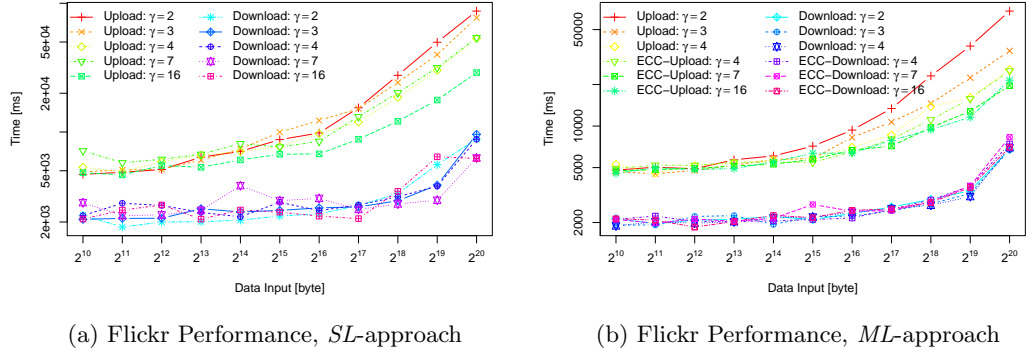 Upload: γ = 2
Upload: γ = 3
Upload: γ = 4
Upload: γ = 7
Upload: γ = 16
Download: γ = 2
Download: γ = 3
Download: γ = 4
Download: γ = 7
Download: γ = 16
Time [ms]
2e+03
5e+03
2e+04
5e+04
2^10 2^11 2^12 2^13 2^14 2^15 2^16 2^17 2^18 2^19 2^20
Data Input [byte]
(a) Flickr Performance, SL-approach
Upload: γ = 2
Upload: γ = 3
Upload: γ = 4
ECC−Upload: γ = 4
ECC−Upload: γ = 7
ECC−Upload: γ = 16
Download: γ = 2
Download: γ = 3
Download: γ = 4
ECC−Download: γ = 4
ECC−Download: γ = 7
ECC−Download: γ = 16
Time [ms]
2000
5000
10000
50000
2^10 2^11 2^12 2^13 2^14 2^15 2^16 2^17 2^18 2^19 2^20
Data Input [byte]
(b) Flickr Performance, ML-approach